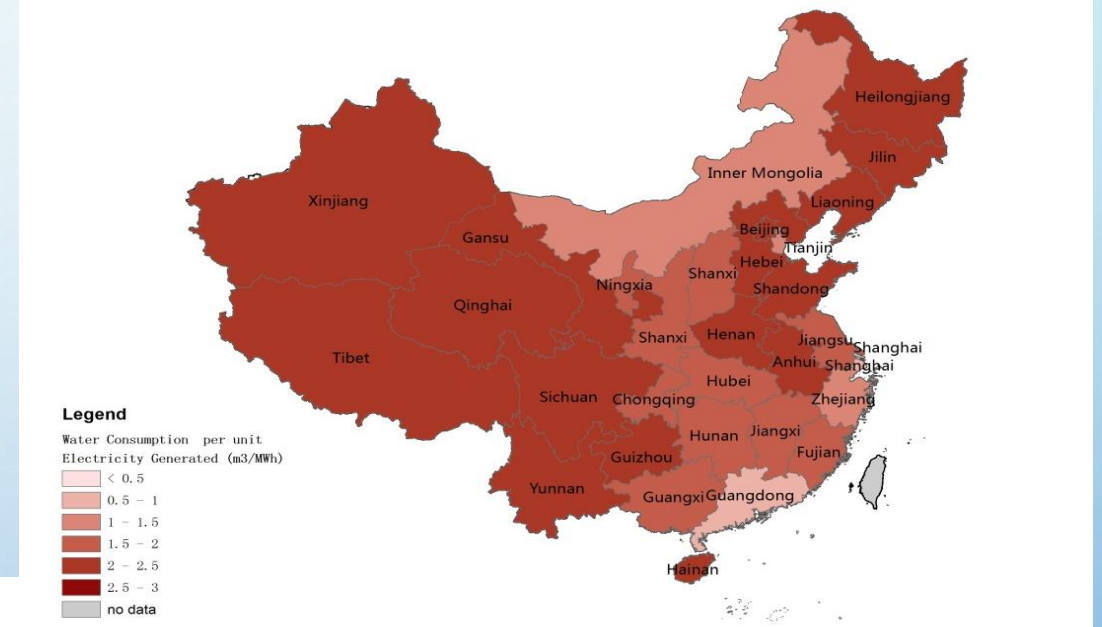 Heilongjiang
Jilin
Inner Mongolia
Liaoning
Xinjiang
Beijing
Gansu
Tianjin
Hebei
Shanxi
Ningxia
Shandong
Qinghai
Shanxi
Henan
Jiangsu
Shanghai
Tibet
Anhui
Shanghai
Hubei
Sichuan
Chongqing
Zhejiang
Hunan
Jiangxi
Fujian
Guizhou
Yunnan
Guangxi
Guangdong
Hainan
Legend
Water Consumption per unit
Electricity Generated (m3/MWh)
< 0.5
0.5 - 1
1 - 1.5
1.5 - 2
2 - 2.5
2.5 - 3
no data